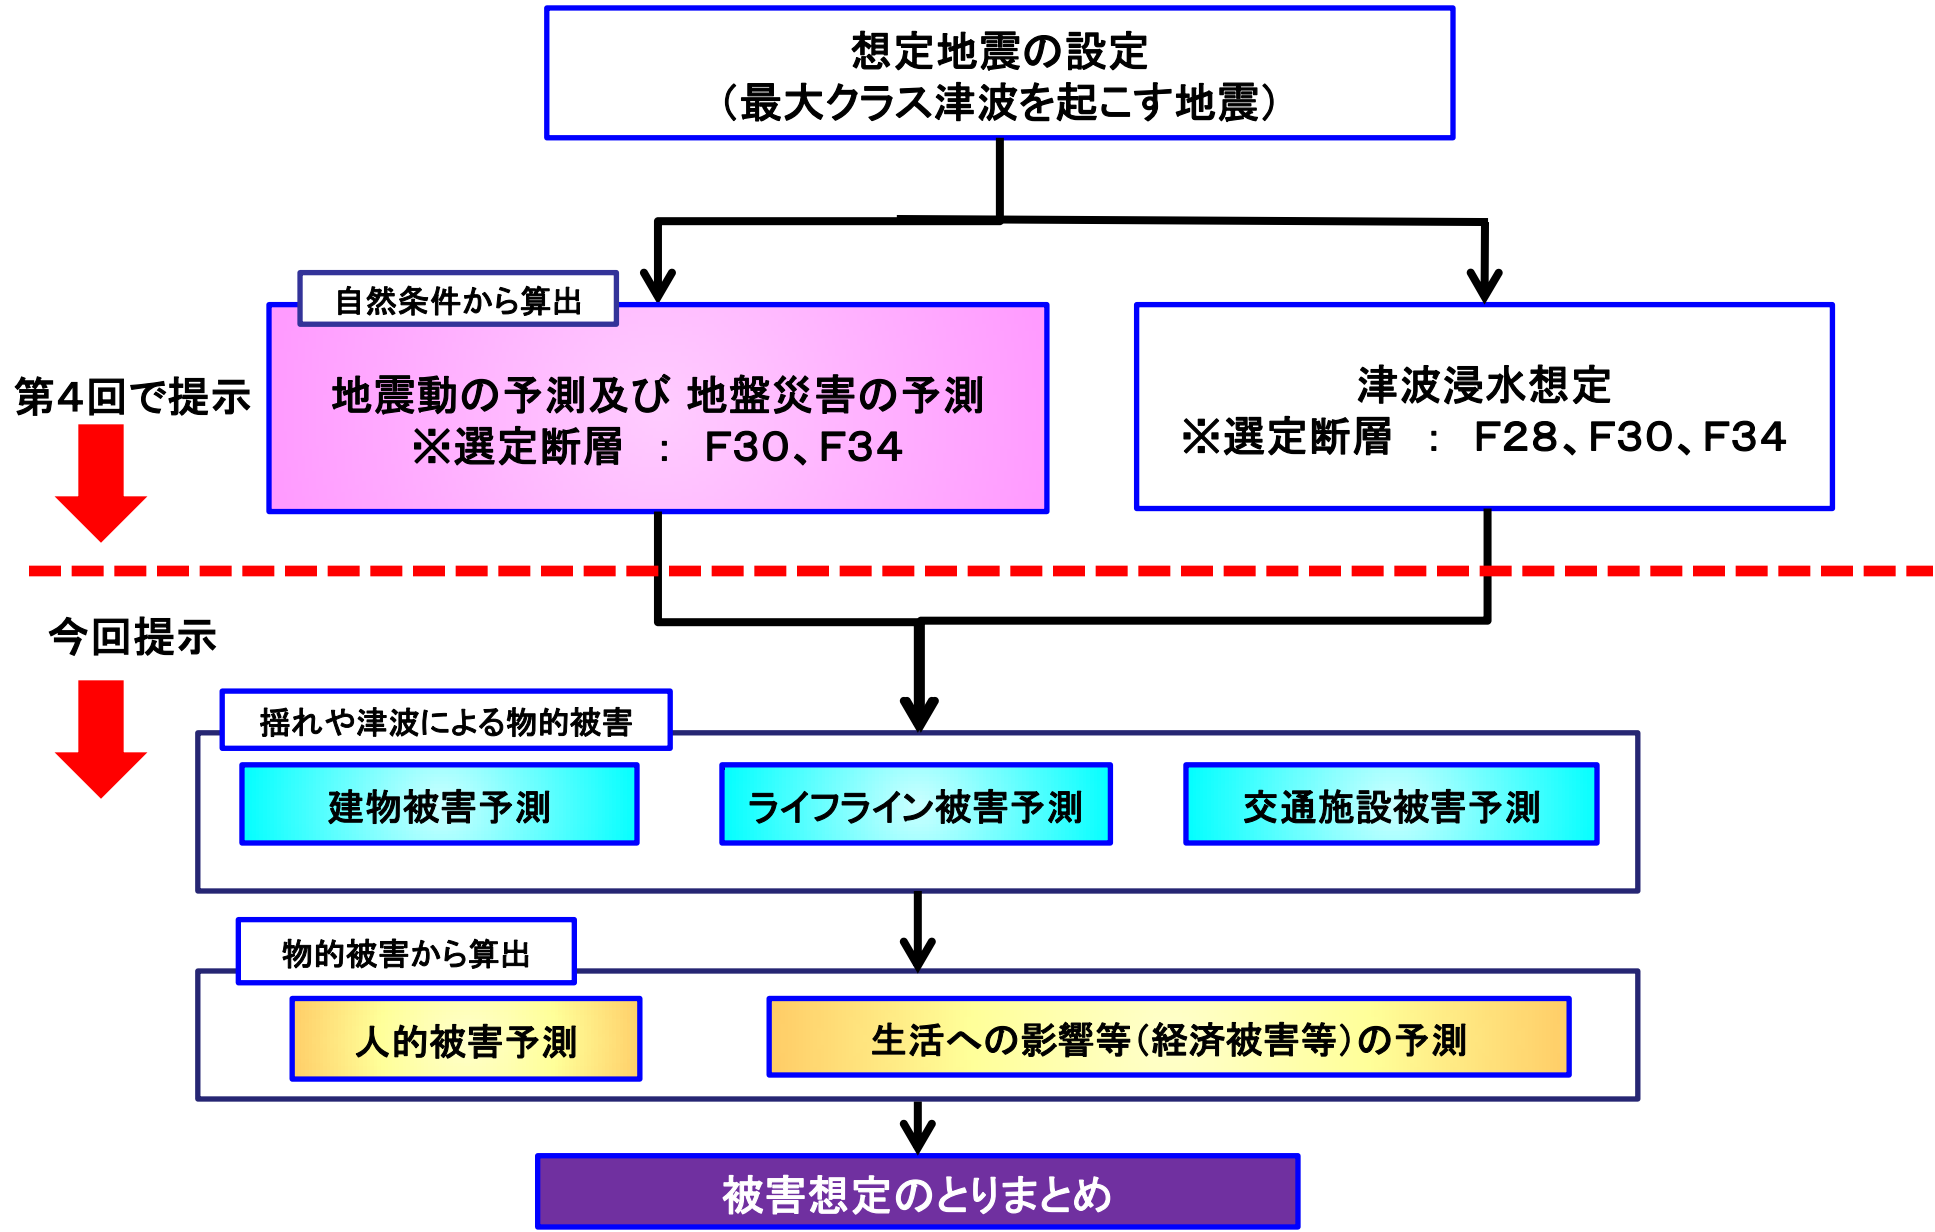 想定地震の設定
（最大クラス津波を起こす地震）
自然条件から算出
第４回で提示
地震動の予測及び 地盤災害の予測
※選定断層　：　Ｆ３０、Ｆ３４
津波浸水想定
※選定断層　：　Ｆ２８、Ｆ３０、Ｆ３４
今回提示
揺れや津波による物的被害
建物被害予測
ライフライン被害予測
交通施設被害予測
物的被害から算出
人的被害予測
生活への影響等（経済被害等）の予測
被害想定のとりまとめ